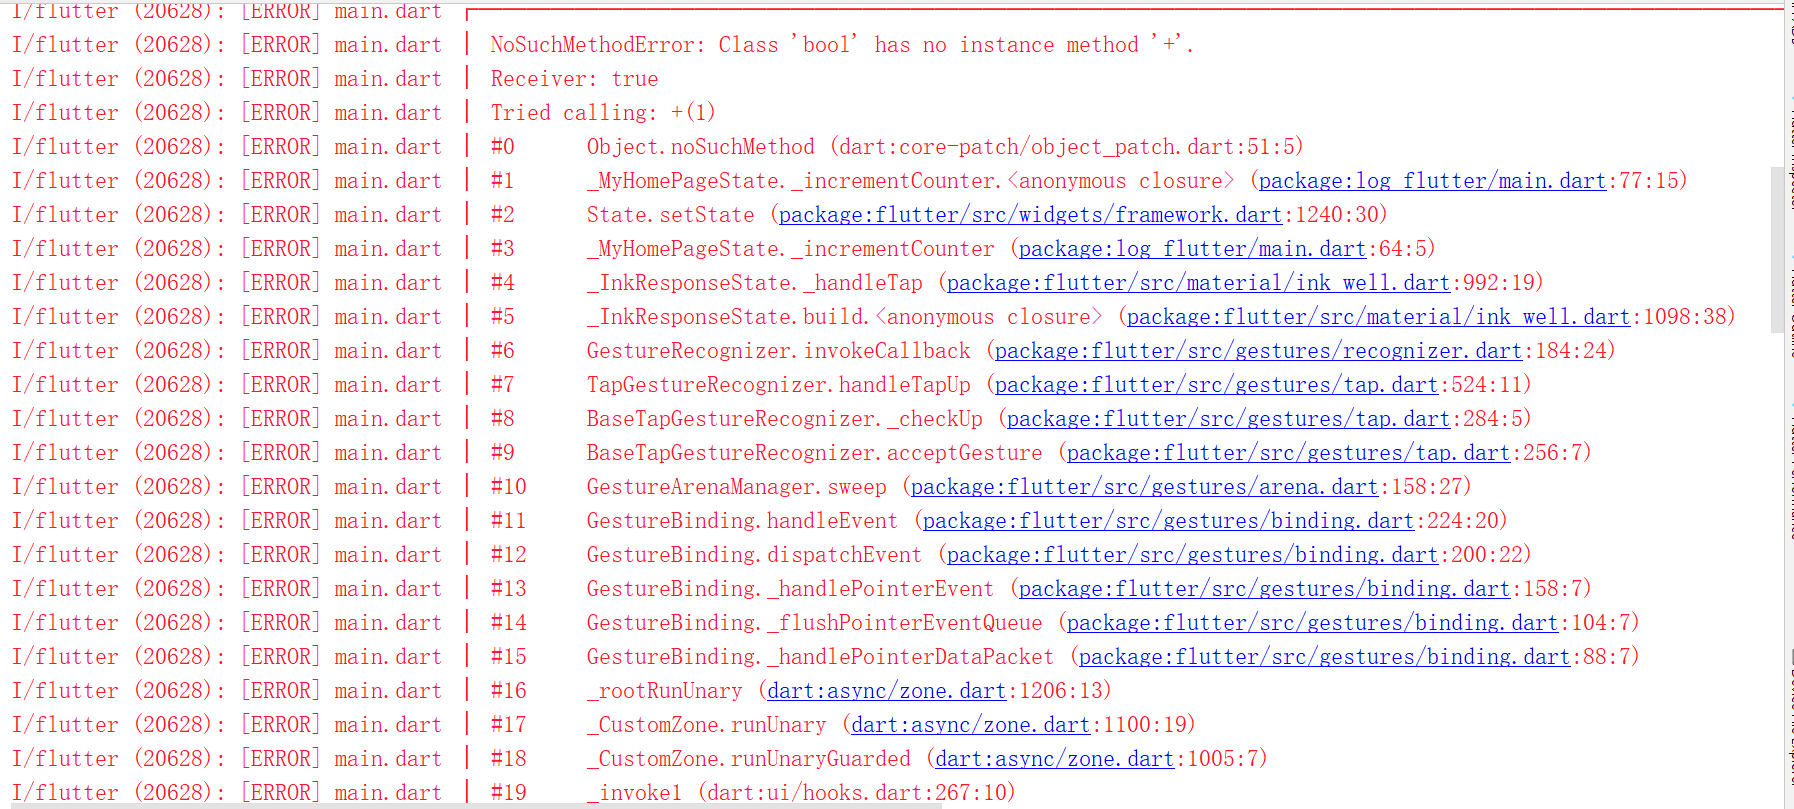 I/flutter (20628): [ERROR] main.dart
I/flutter (20628): [ERROR] main.dart | NoSuchMethodError: Class 'bool' has no instance method '+'.
I/flutter (20628): [ERROR] main.dart | Receiver: true
I/flutter (20628): [ERROR] main.dart | Tried calling: +(1)
I/flutter (20628): [ERROR] main.dart | #0      Object.noSuchMethod (dart:core-patch/object_patch.dart:51:5)
I/flutter (20628): [ERROR] main.dart | #1      _MyHomePageState._incrementCounter.<anonymous closure> (package:log_flutter/main.dart:77:15)
I/flutter (20628): [ERROR] main.dart | #2      State.setState (package:flutter/src/widgets/framework.dart:1240:30)
I/flutter (20628): [ERROR] main.dart | #3      _MyHomePageState._incrementCounter (package:log_flutter/main.dart:64:5)
I/flutter (20628): [ERROR] main.dart | #4      _InkResponseState._handleTap (package:flutter/src/material/ink_well.dart:992:19)
I/flutter (20628): [ERROR] main.dart | #5      _InkResponseState.build.<anonymous closure> (package:flutter/src/material/ink_well.dart:1098:38)
I/flutter (20628): [ERROR] main.dart | #6      GestureRecognizer.invokeCallback (package:flutter/src/gestures/recognizer.dart:184:24)
I/flutter (20628): [ERROR] main.dart | #7      TapGestureRecognizer.handleTapUp (package:flutter/src/gestures/tap.dart:524:11)
I/flutter (20628): [ERROR] main.dart | #8      BaseTapGestureRecognizer._checkUp (package:flutter/src/gestures/tap.dart:284:5)
I/flutter (20628): [ERROR] main.dart | #9      BaseTapGestureRecognizer.acceptGesture (package:flutter/src/gestures/tap.dart:256:7)
I/flutter (20628): [ERROR] main.dart | #10     GestureArenaManager.sweep (package:flutter/src/gestures/arena.dart:158:27)
I/flutter (20628): [ERROR] main.dart | #11     GestureBinding.handleEvent (package:flutter/src/gestures/binding.dart:224:20)
I/flutter (20628): [ERROR] main.dart | #12     GestureBinding.dispatchEvent (package:flutter/src/gestures/binding.dart:200:22)
I/flutter (20628): [ERROR] main.dart | #13     GestureBinding._handlePointerEvent (package:flutter/src/gestures/binding.dart:158:7)
I/flutter (20628): [ERROR] main.dart | #14     GestureBinding._flushPointerEventQueue (package:flutter/src/gestures/binding.dart:104:7)
I/flutter (20628): [ERROR] main.dart | #15     GestureBinding._handlePointerDataPacket (package:flutter/src/gestures/binding.dart:88:7)
I/flutter (20628): [ERROR] main.dart | #16     _rootRunUnary (dart:async/zone.dart:1206:13)
I/flutter (20628): [ERROR] main.dart | #17     _CustomZone.runUnary (dart:async/zone.dart:1100:19)
I/flutter (20628): [ERROR] main.dart | #18     _CustomZone.runUnaryGuarded (dart:async/zone.dart:1005:7)
I/flutter (20628): [ERROR] main.dart | #19     _invoke1 (dart:ui/hooks.dart:267:10)